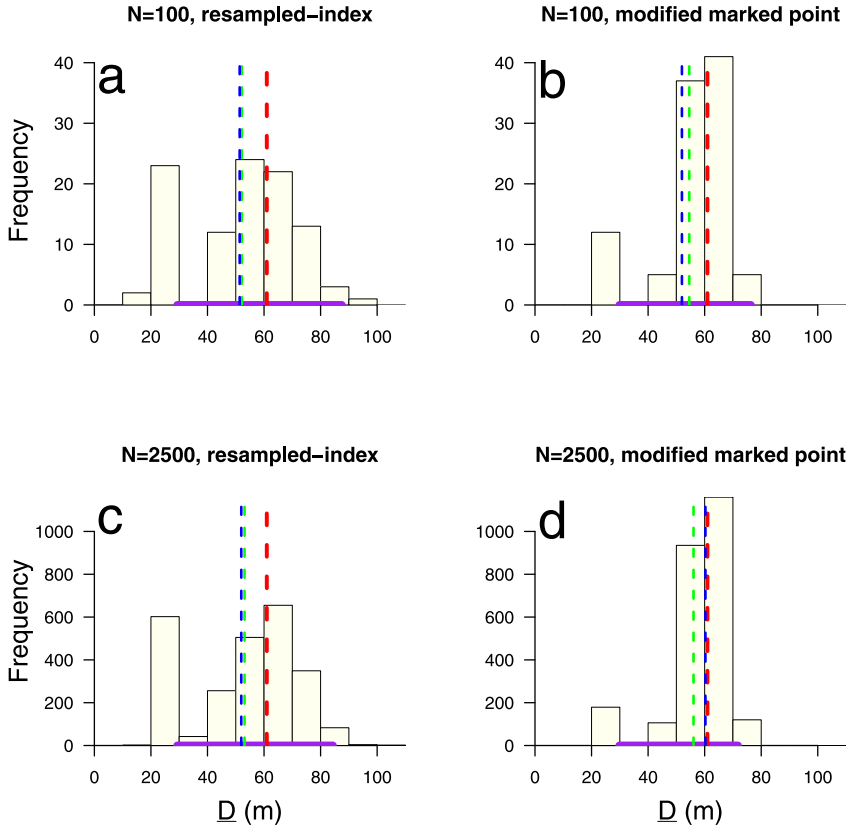 N=100, resampled−index
N=100, modified marked point
a
b
Frequency
40
30
20
10
0
40
30
20
10
0
0 20 40 60 80 100
0 20 40 60 80 100
N=2500, resampled−index
N=2500, modified marked point
c
d
Frequency
1000
800
600
400
200
0
1000
800
600
400
200
0
0 20 40 60 80 100
0 20 40 60 80 100
D (m)
D (m)